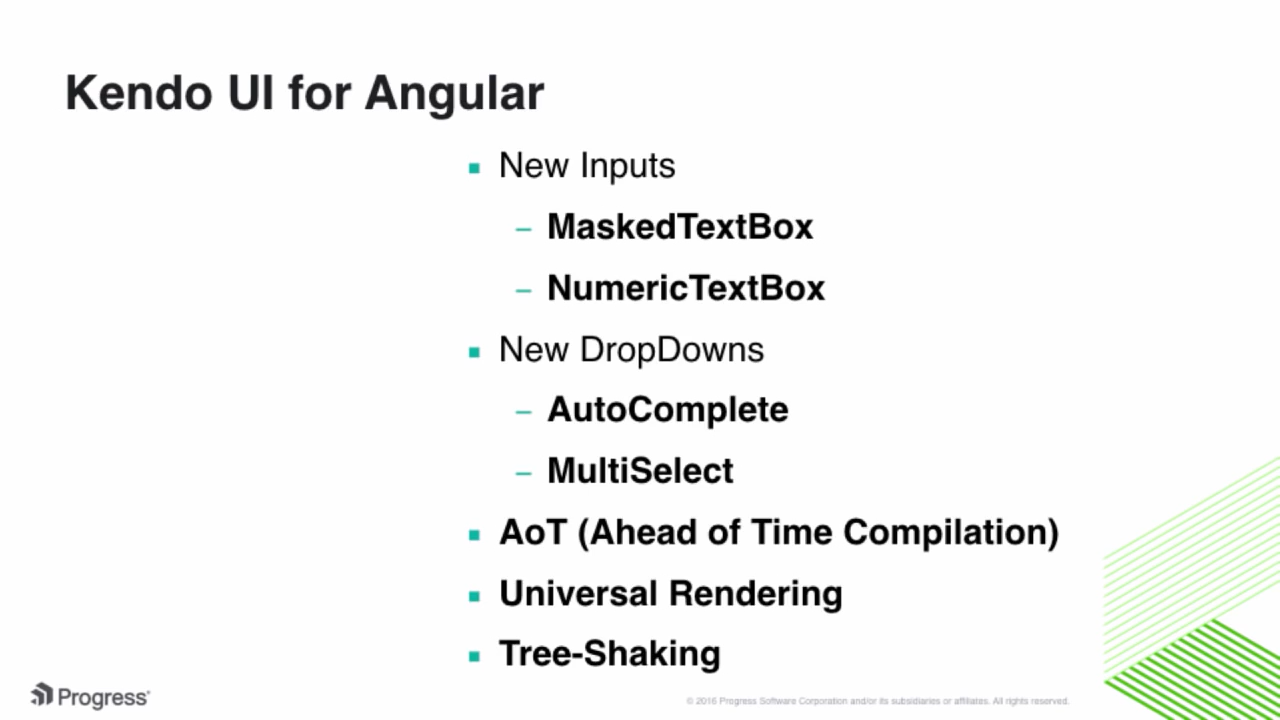 Kendo UI for Angular
New Inputs
– MaskedTextBox
– NumericTextBox
New DropDowns
– AutoComplete
– MultiSelect
AoT (Ahead of Time Compilation)
Universal Rendering
Tree-Shaking
Progress
© 2016 Progress Software Corporation and/or its subsidiaries or affiliates. All rights reserved.